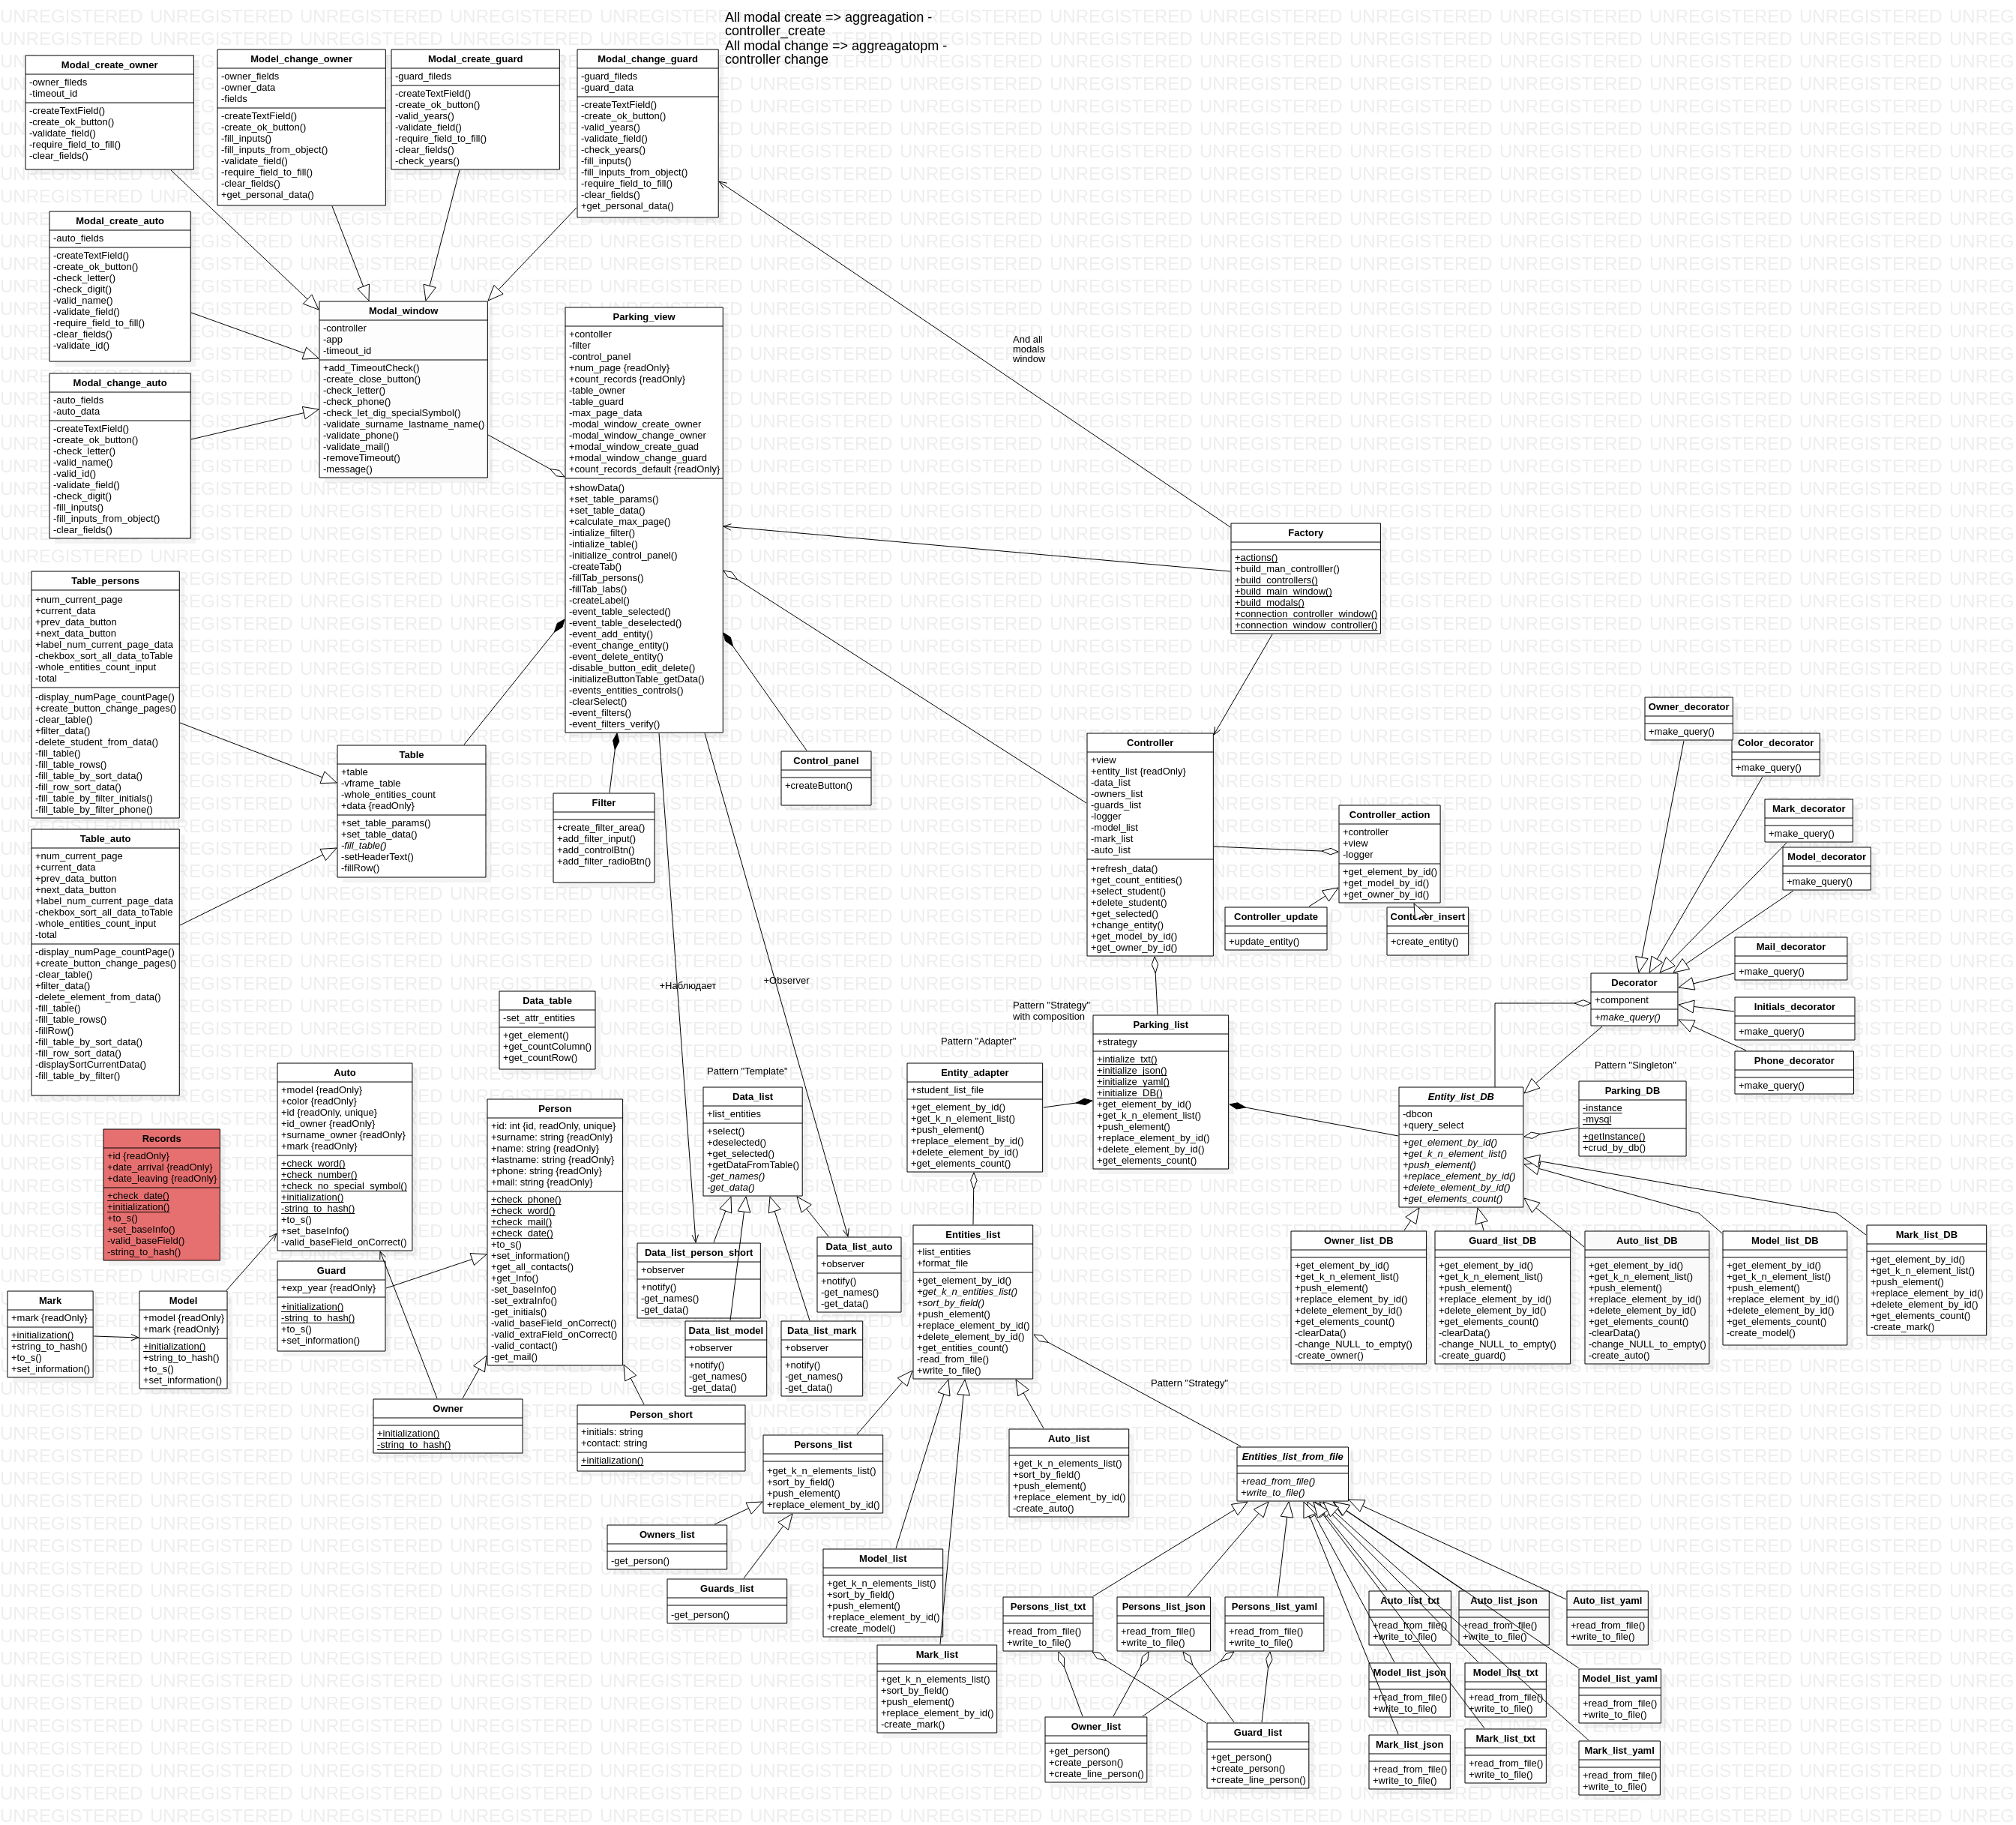 All modal create => aggreagation -
controller_create
All modal change => aggreagatopm -
controller change
Modal_create_owner
-owner_fileds
-timeout_id
-createTextField()
-create_ok_button()
-validate_field()
-require_field_to_fill()
-clear_fields()
Model_change_owner
-owner_fields
-owner_data
-fields
-createTextField()
-create_ok_button()
-fill_inputs()
-fill_inputs_from_object()
-validate_field()
-require_field_to_fill()
-clear_fields()
+get_personal_data()
Modal_create_guard
-guard_fileds
-createTextField()
-create_ok_button()
-valid_years()
-validate_field()
-require_field_to_fill()
-clear_fields()
-check_years()
Modal_change_guard
-guard_fileds
-guard_data
-createTextField()
-create_ok_button()
-valid_years()
-validate_field()
-check_years()
-fill_inputs()
-fill_inputs_from_object()
-require_field_to_fill()
-clear_fields()
+get_personal_data()
Modal_create_auto
-auto_fields
-createTextField()
-create_ok_button()
-check_letter()
-check_digit()
-valid_name()
-validate_field()
-require_field_to_fill()
-clear_fields()
-validate_id()
Modal_change_auto
-auto_fields
-auto_data
-createTextField()
-create_ok_button()
-check_letter()
-valid_name()
-valid_id()
-validate_field()
-check_digit()
-fill_inputs()
-fill_inputs_from_object()
-clear_fields()
Modal_window
-controller
-app
-timeout_id
+add_TimeoutCheck()
-create_close_button()
-check_letter()
-check_phone()
-check_let_dig_specialSymbol()
-validate_surname_lastname_name()
-validate_phone()
-validate_mail()
-removeTimeout()
-message()
Parking_view
+contoller
-filter
-control_panel
+num_page {readOnly}
+count_records {readOnly}
-table_owner
-table_guard
-max_page_data
-modal_window_create_owner
-modal_window_change_owner
+modal_window_create_guad
+modal_window_change_guard
+count_records_default {readOnly}
+showData()
+set_table_params()
+set_table_data()
+calculate_max_page()
-intialize_filter()
-intialize_table()
-initialize_control_panel()
-createTab()
-fillTab_persons()
-fillTab_labs()
-createLabel()
-event_table_selected()
-event_table_deselected()
-event_add_entity()
-event_change_entity()
-event_delete_entity()
-disable_button_edit_delete()
-initializeButtonTable_getData()
-events_entities_controls()
-clearSelect()
-event_filters()
-event_filters_verify()
And all
modals
window
Factory
+actions()
+build_man_controlller()
+build_controllers()
+build_main_window()
+build_modals()
+connection_controller_window()
+connection_window_controller()
Table_persons
+num_current_page
+current_data
+prev_data_button
+next_data_button
+label_num_current_page_data
-chekbox_sort_all_data_toTable
-whole_entities_count_input
-total
-display_numPage_countPage()
+create_button_change_pages()
-clear_table()
+filter_data()
-delete_student_from_data()
-fill_table()
-fill_table_rows()
-fill_table_by_sort_data()
-fill_row_sort_data()
-fill_table_by_filter_initials()
-fill_table_by_filter_phone()
Table_auto
+num_current_page
+current_data
+prev_data_button
+next_data_button
+label_num_current_page_data
-chekbox_sort_all_data_toTable
-whole_entities_count_input
-total
-display_numPage_countPage()
+create_button_change_pages()
-clear_table()
+filter_data()
-delete_element_from_data()
-fill_table()
-fill_table_rows()
-fillRow()
-fill_table_by_sort_data()
-fill_row_sort_data()
-displaySortCurrentData()
-fill_table_by_filter()
Table
+table
-vframe_table
-whole_entities_count
+data {readOnly}
+set_table_params()
+set_table_data()
-fill_table()
-setHeaderText()
-fillRow()
Filter
+create_filter_area()
+add_filter_input()
+add_controlBtn()
+add_filter_radioBtn()
Control_panel
+createButton()
Controller
+view
+entity_list {readOnly}
-data_list
-owners_list
-guards_list
-logger
-model_list
-mark_list
-auto_list
+refresh_data()
+get_count_entities()
+select_student()
+delete_student()
+get_selected()
+change_entity()
+get_model_by_id()
+get_owner_by_id()
Controller_action
+controller
+view
-logger
+get_element_by_id()
+get_model_by_id()
+get_owner_by_id()
Controller_update
+update_entity()
+create_entity()
Owner_decorator
+make_query()
Color_decorator
+make_query()
Mark_decorator
+make_query()
Model_decorator
+make_query()
Mail_decorator
+make_query()
Initials_decorator
+make_query()
Phone_decorator
+make_query()
Decorator
+component
+make_query()
+Наблюдает
+Observer
Data_table
-set_attr_entities
+get_element()
+get_countColumn()
+get_countRow()
Pattern "Strategy"
with composition
Pattern "Adapter"
Pattern "Template"
Pattern "Singleton"
Parking_list
+strategy
+intialize_txt()
+initialize_json()
+initialize_yaml()
+initialize_DB()
+get_element_by_id()
+get_k_n_element_list()
+push_element()
+replace_element_by_id()
+delete_element_by_id()
+get_elements_count()
Entity_adapter
+student_list_file
+get_element_by_id()
+get_k_n_element_list()
+push_element()
+replace_element_by_id()
+delete_element_by_id()
+get_elements_count()
Entity_list_DB
-dbcon
+query_select
+get_element_by_id()
+get_k_n_element_list()
+push_element()
+replace_element_by_id()
+delete_element_by_id()
+get_elements_count()
Parking_DB
-instance
-mysql
+getInstance()
+crud_by_db()
Auto
+model {readOnly}
+color {readOnly}
+id {readOnly, unique}
+id_owner {readOnly}
+surname_owner {readOnly}
+mark {readOnly}
+check_word()
+check_number()
+check_no_special_symbol()
+initialization()
-string_to_hash()
+to_s()
+set_baseInfo()
-valid_baseField_onCorrect()
Records
+id {readOnly}
+date_arrival {readOnly}
+date_leaving {readOnly}
+check_date()
+initialization()
+to_s()
+set_baseInfo()
-valid_baseField()
-string_to_hash()
Person
+id: int {id, readOnly, unique}
+surname: string {readOnly}
+name: string {readOnly}
+lastname: string {readOnly}
+phone: string {readOnly}
+mail: string {readOnly}
+check_phone()
+check_word()
+check_mail()
+check_date()
+to_s()
+set_information()
+get_all_contacts()
+get_Info()
-set_baseInfo()
-set_extraInfo()
-get_initials()
-valid_baseField_onCorrect()
-valid_extraField_onCorrect()
-valid_contact()
-get_mail()
Data_list
+list_entities
+select()
+deselected()
+get_selected()
+getDataFromTable()
-get_names()
-get_data()
Mark
+mark {readOnly}
+initialization()
+string_to_hash()
+to_s()
+set_information()
Model
+model {readOnly}
+mark {readOnly}
+initialization()
+string_to_hash()
+to_s()
+set_information()
Guard
+exp_year {readOnly}
+initialization()
-string_to_hash()
+to_s()
+set_information()
Owner
+initialization()
-string_to_hash()
Person_short
+initials: string
+contact: string
+initialization()
Data_list_person_short
+observer
+notify()
-get_names()
-get_data()
Data_list_auto
+observer
+notify()
-get_names()
-get_data()
Data_list_model
+observer
+notify()
-get_names()
-get_data()
Data_list_mark
+observer
+notify()
-get_names()
-get_data()
Entities_list
+list_entities
+format_file
+get_element_by_id()
+get_k_n_entities_list()
+sort_by_field()
+push_element()
+replace_element_by_id()
+delete_element_by_id()
+get_entities_count()
-read_from_file()
+write_to_file()
Owner_list_DB
+get_element_by_id()
+get_k_n_element_list()
+push_element()
+replace_element_by_id()
+delete_element_by_id()
+get_elements_count()
-clearData()
-change_NULL_to_empty()
-create_owner()
Guard_list_DB
+get_element_by_id()
+get_k_n_element_list()
+push_element()
+replace_element_by_id()
+delete_element_by_id()
+get_elements_count()
-clearData()
-change_NULL_to_empty()
-create_guard()
Auto_list_DB
+get_element_by_id()
+get_k_n_element_list()
+push_element()
+replace_element_by_id()
+delete_element_by_id()
+get_elements_count()
-clearData()
-change_NULL_to_empty()
-create_auto()
Model_list_DB
+get_element_by_id()
+get_k_n_element_list()
+push_element()
+replace_element_by_id()
+delete_element_by_id()
+get_elements_count()
-create_model()
Mark_list_DB
+get_element_by_id()
+get_k_n_element_list()
+push_element()
+replace_element_by_id()
+delete_element_by_id()
+get_elements_count()
-create_mark()
Pattern "Strategy"
Persons_list
+get_k_n_elements_list()
+sort_by_field()
+push_element()
+replace_element_by_id()
Auto_list
+get_k_n_elements_list()
+sort_by_field()
+push_element()
+replace_element_by_id()
-create_auto()
Entities_list_from_file
+read_from_file()
+write_to_file()
Owners_list
-get_person()
Guards_list
-get_person()
Model_list
+get_k_n_elements_list()
+sort_by_field()
+push_element()
+replace_element_by_id()
-create_model()
Mark_list
+get_k_n_elements_list()
+sort_by_field()
+push_element()
+replace_element_by_id()
-create_mark()
Persons_list_txt
+read_from_file()
+write_to_file()
Persons_list_json
+read_from_file()
+write_to_file()
Persons_list_yaml
+read_from_file()
+write_to_file()
Auto_list_txt
+read_from_file()
+write_to_file()
Auto_list_json
+read_from_file()
+write_to_file()
Auto_list_yaml
+read_from_file()
+write_to_file()
Model_list_json
+read_from_file()
+write_to_file()
Model_list_txt
+read_from_file()
+write_to_file()
Model_list_yaml
+read_from_file()
+write_to_file()
Owner_list
+get_person()
+create_person()
+create_line_person()
Guard_list
+get_person()
+create_person()
+create_line_person()
Mark_list_json
+read_from_file()
+write_to_file()
Mark_list_txt
+read_from_file()
+write_to_file()
Mark_list_yaml
+read_from_file()
+write_to_file()